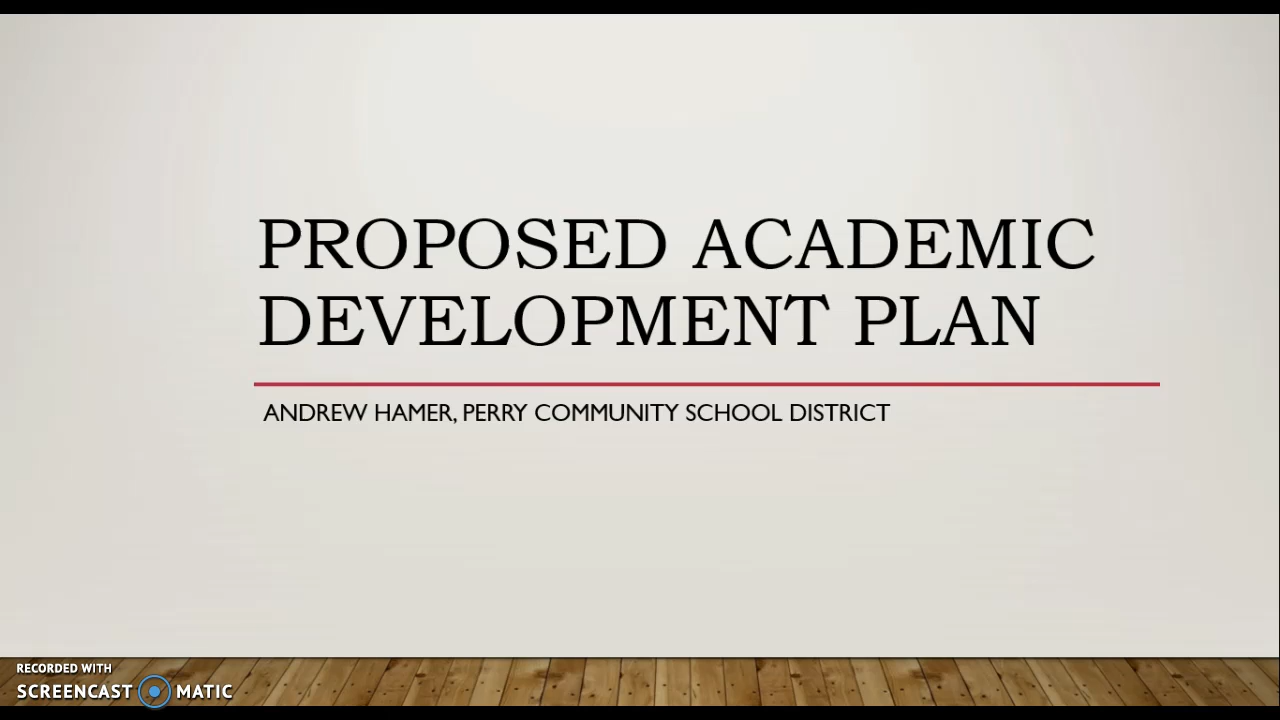 PROPOSED ACADEMIC
DEVELOPMENT PLAN
ANDREW HAMER, PERRY COMMUNITY SCHOOL DISTRICT
RECORDED WITH
SCREENCAST MATIC